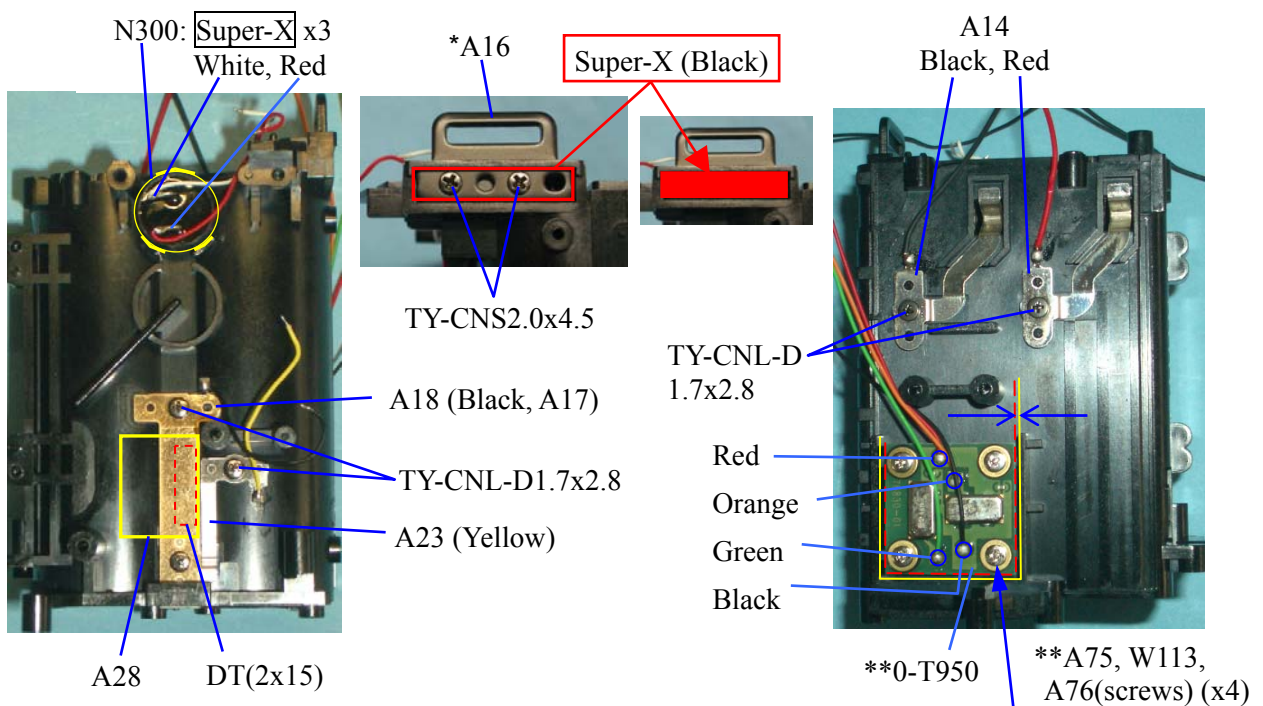 N300: Super-X x3
White, Red
*A16
Super-X (Black)
A14
Black, Red
TY-CNS2.0x4.5
TY-CNL-D
1.7x2.8
A18 (Black, A17)
TY-CNL-D1.7x2.8
A23 (Yellow)
Red
Orange
Green
Black
A28
DT(2x15)
**0-T950
**A75, W113,
A76(screws) (x4)